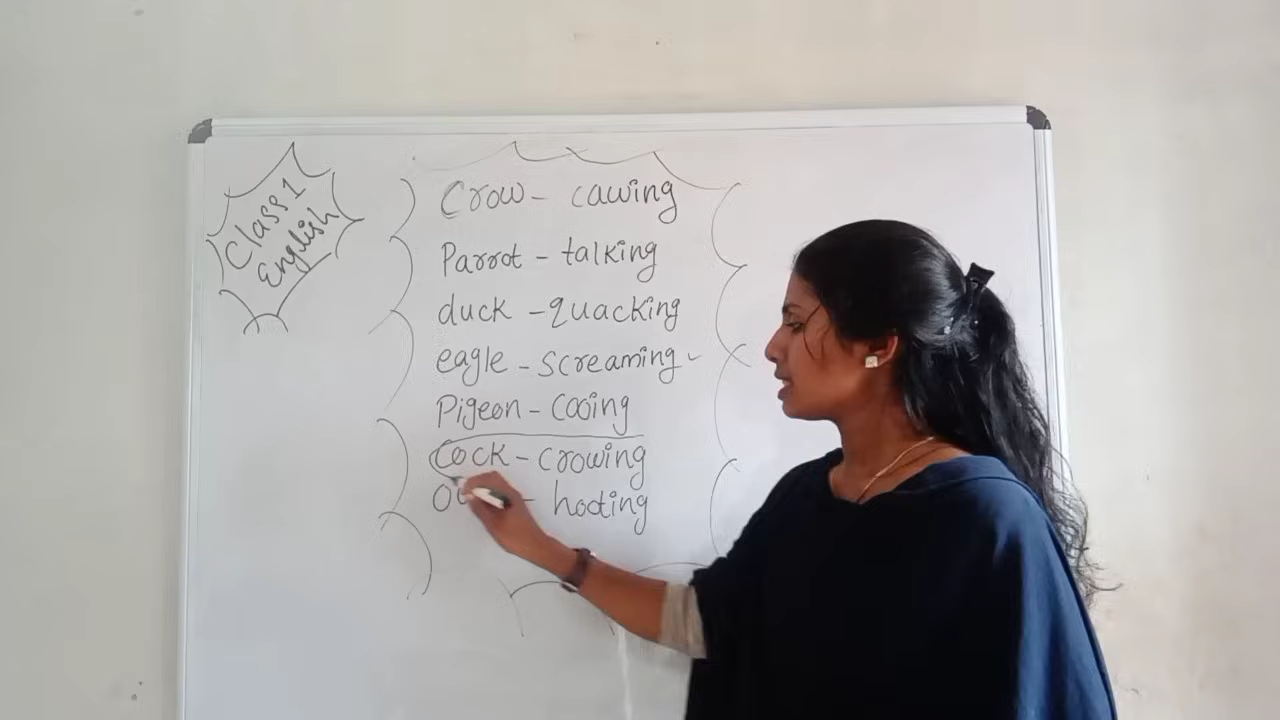 Class 1
English
Crow - cawing
Parrot - talking
duck - quacking
eagle - screaming
Pigeon - cooing
Cock - crowing
- hooting